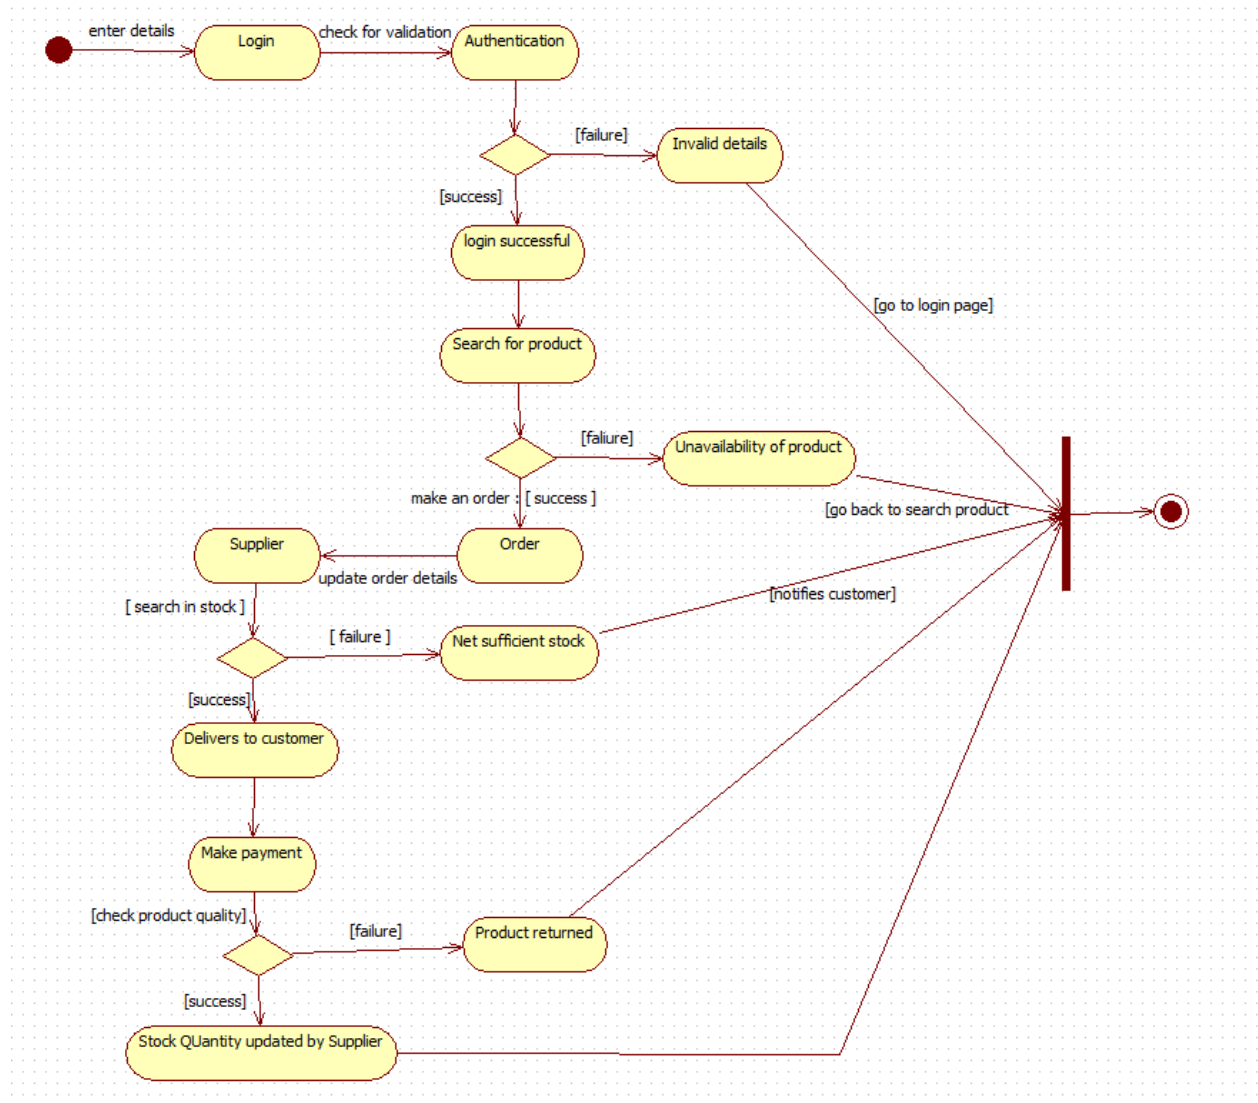 enter details
Login
check for validation
Authentication
[failure]
Invalid details
[success]
login successful
[go to login page]
Search for product
[faliure]
Unavailability of product
make an order : [ success ]
[go back to search product
Supplier
Order
update order details
[ search in stock ]
[notifies customer]
[ failure ]
Net sufficient stock
[success]
Delivers to customer
Make payment
[check product quality]
[failure]
Product returned
[success]
Stock QUantity updated by Supplier